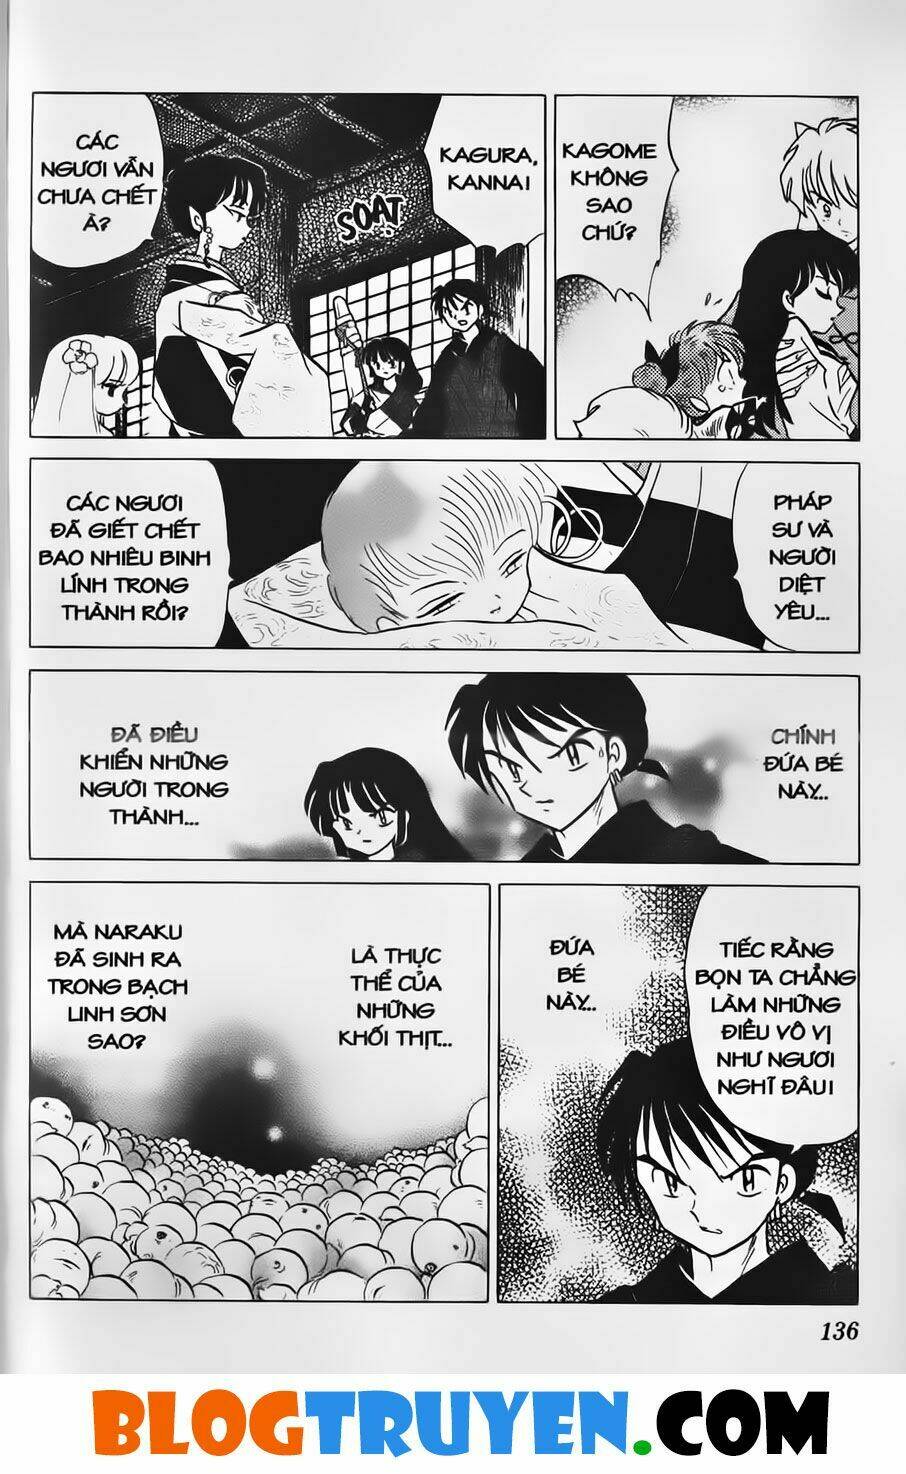 KAGOME
KHÔNG
SAO
CHỨ?
KAGURA,
KANNA!
SOẠT
CÁC
NGƯƠI VẪN
CHƯA CHẾT
À?
PHÁP
SƯ VÀ
NGƯỜI
DIỆT
YÊU...
CÁC NGƯƠI
ĐÃ GIẾT CHẾT
BAO NHIÊU BINH
LÍNH TRONG
THÀNH RỒI?
CHÍNH
ĐỨA BÉ
NÀY...
ĐÃ ĐIỀU
KHIỂN NHỮNG
NGƯỜI TRONG
THÀNH...
TIẾC RẰNG
BỌN TA CHẲNG
LÀM NHỮNG
ĐIỀU VÔ VỊ
NHƯ NGƯƠI
NGHĨ ĐÂU!
ĐỨA
BÉ
NÀY...
LÀ THỰC
THỂ CỦA
NHỮNG
KHỐI THỊT...
MÀ NARAKU
ĐÃ SINH RA
TRONG BẠCH
LINH SƠN
SAO?
136
BLOGTRUYEN.COM